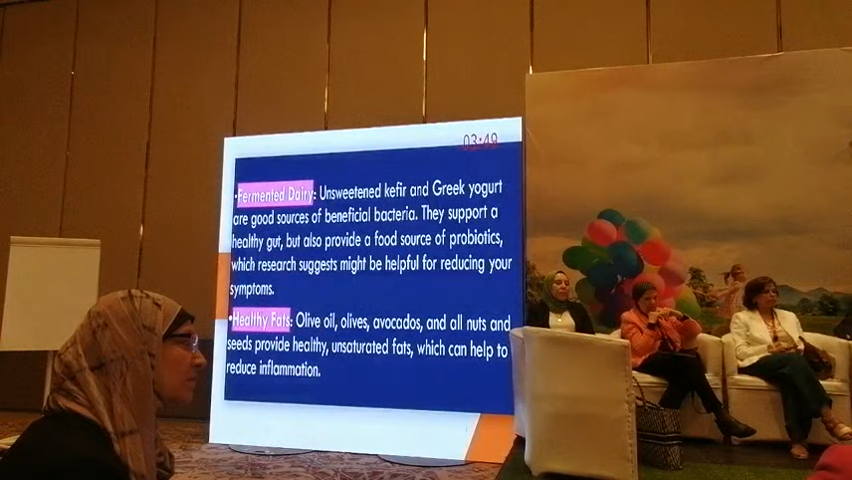 03:49
•Fermented Dairy: Unsweetened kefir and Greek yogurt
are good sources of beneficial bacteria. They support a
healthy gut, but also provide a food source of probiotics,
which research suggests might be helpful for reducing your
symptoms.
•Healthy Fats: Olive oil, olives, avocados, and all nuts and
seeds provide healthy, unsaturated fats, which can help to
reduce inflammation.